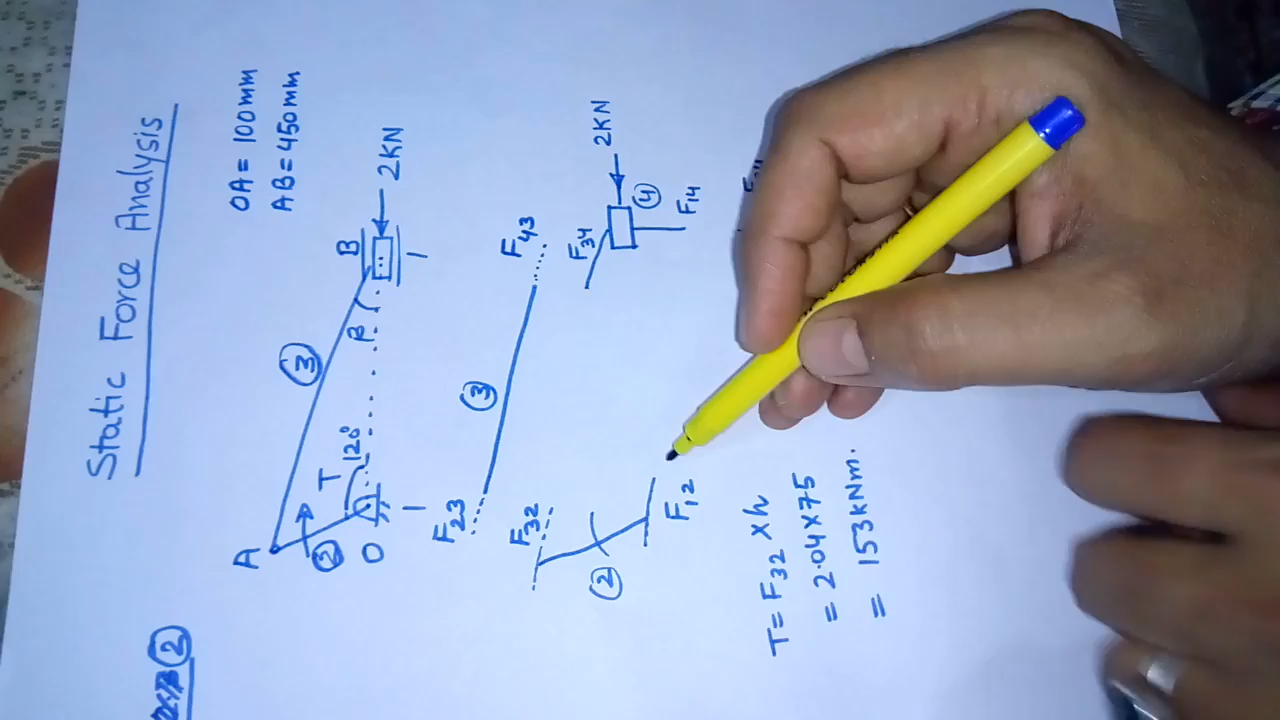 Static Force Analysis
2
OA = 100mm
AB = 450mm
A
3
B
2KN
2
T
120°
β
O
1
1
F23
3
F43
F32
2
F12
F34
4
2KN
F14
T = F32 × h
= 2.04 × 75
= 153 kNm.